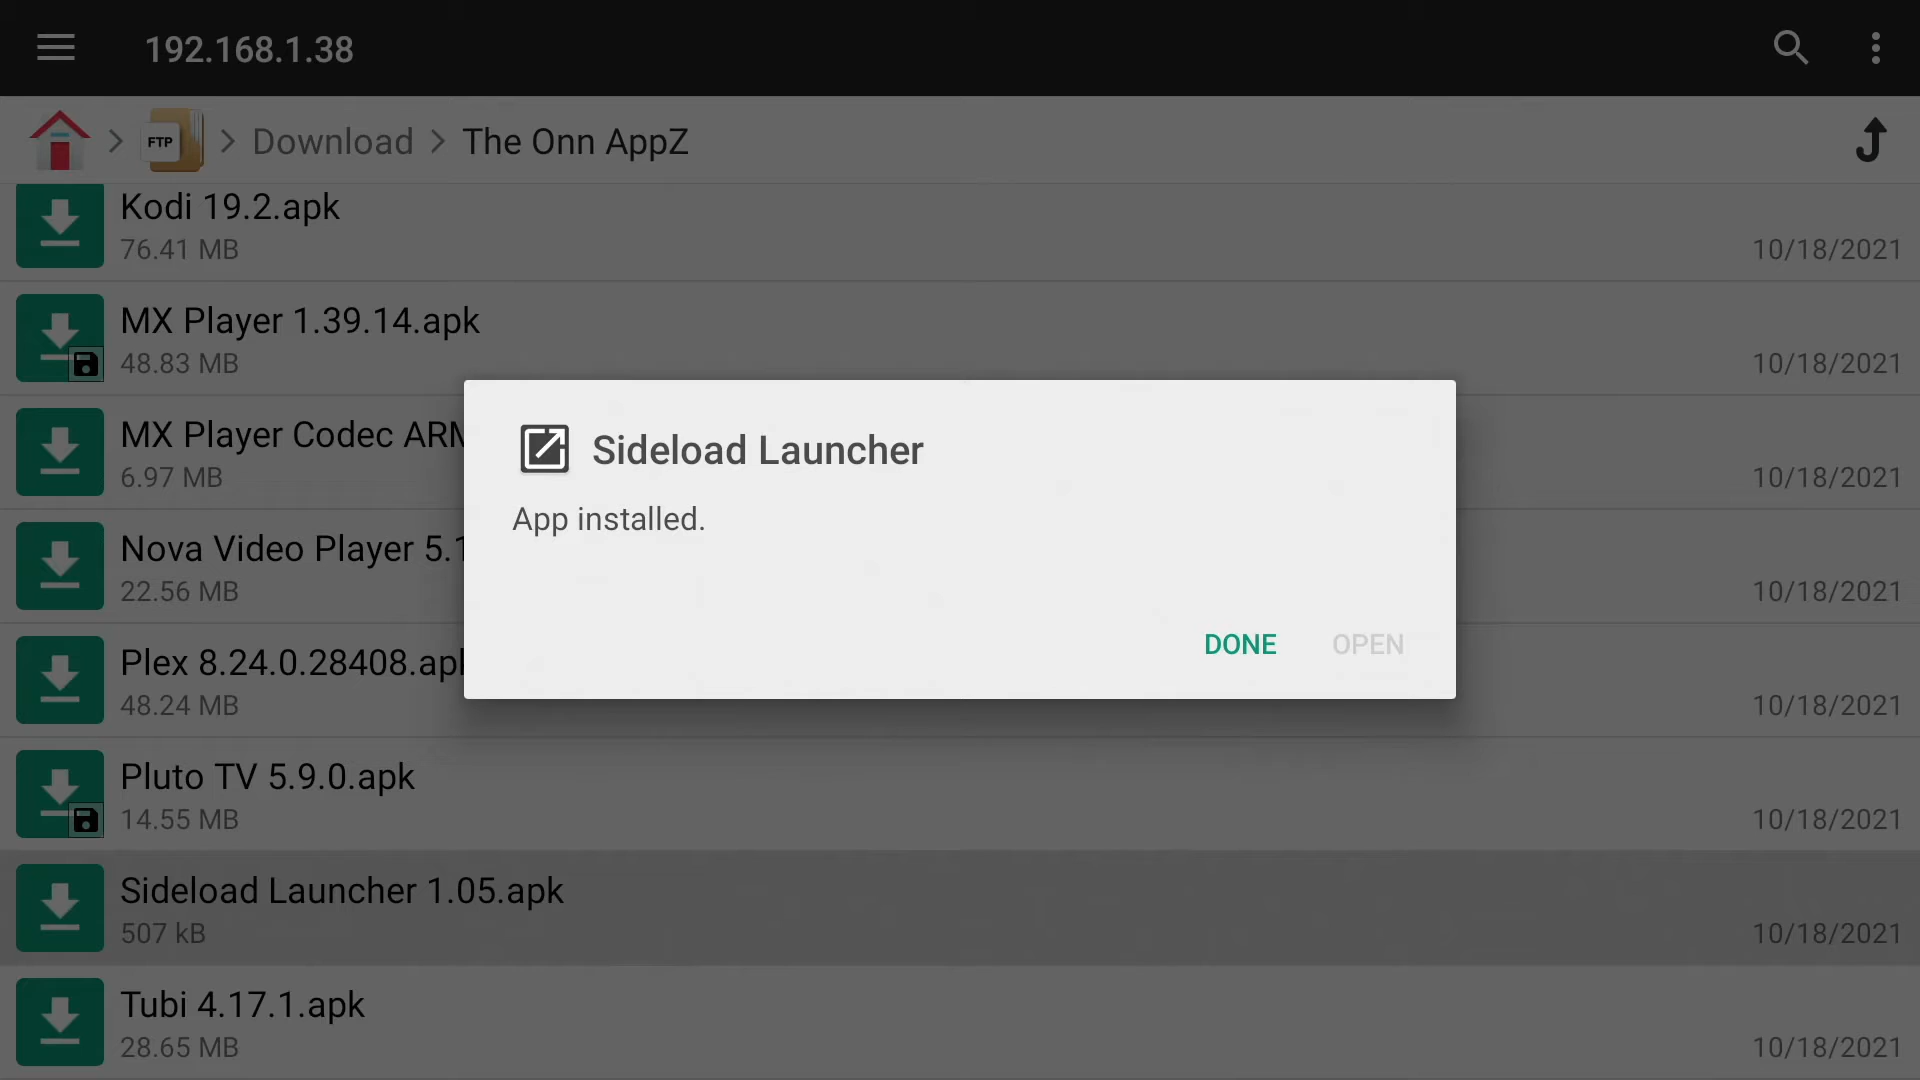 192.168.1.38
FTP
Download
The Onn AppZ
Kodi 19.2.apk
76.41 MB
10/18/2021
MX Player 1.39.14.apk
48.83 MB
10/18/2021
MX Player Codec
6.97 MB
10/18/2021
Nova Video Player
22.56 MB
10/18/2021
Plex 8.24.0.28408.apk
48.24 MB
10/18/2021
Pluto TV 5.9.0.apk
14.55 MB
10/18/2021
Sideload Launcher 1.05.apk
507 kB
10/18/2021
Tubi 4.17.1.apk
28.65 MB
10/18/2021
Sideload Launcher
App installed.
DONE
OPEN